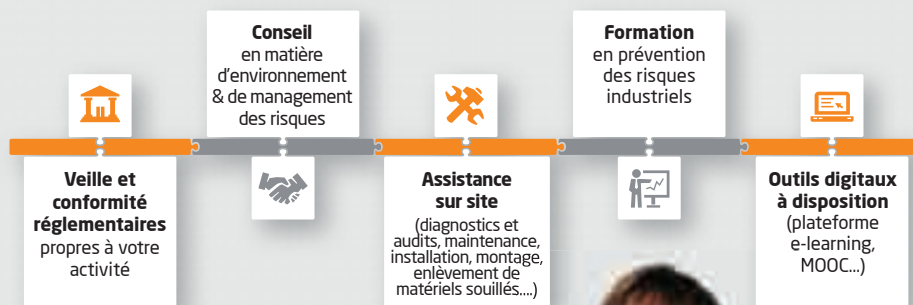 Veille et
conformité
réglementaires
propres à votre
activité
Conseil
en matière
d'environnement
& de management
des risques
Assistance
sur site
(diagnostics et
audits, maintenance,
installation, montage,
enlèvement de
matériels souillés....)
Formation
en prévention
des risques
industriels
Outils digitaux
à disposition
(plateforme
e-learning,
MOOC...)